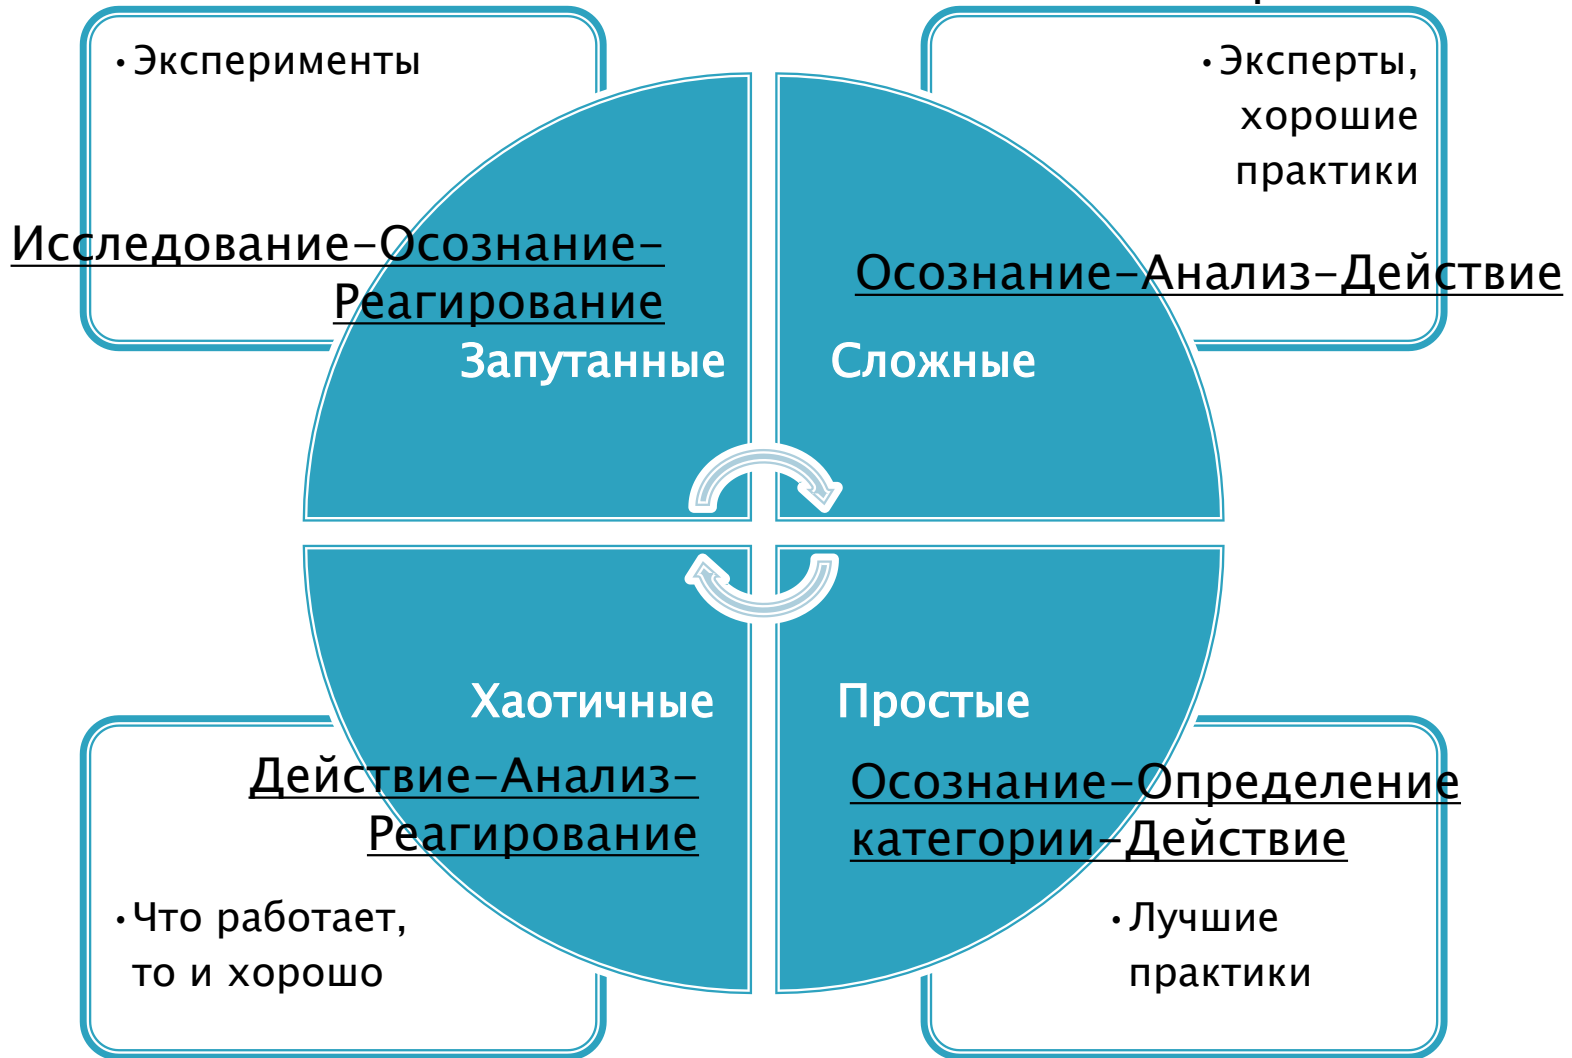 •Эксперименты
Исследование–Осознание–
Реагирование
Запутанные
•Эксперты,
хорошие
практики
Осознание–Анализ–Действие
Сложные
Хаотичные
Действие–Анализ–
Реагирование
•Что работает,
то и хорошо
Простые
Осознание–Определение
категории–Действие
•Лучшие
практики